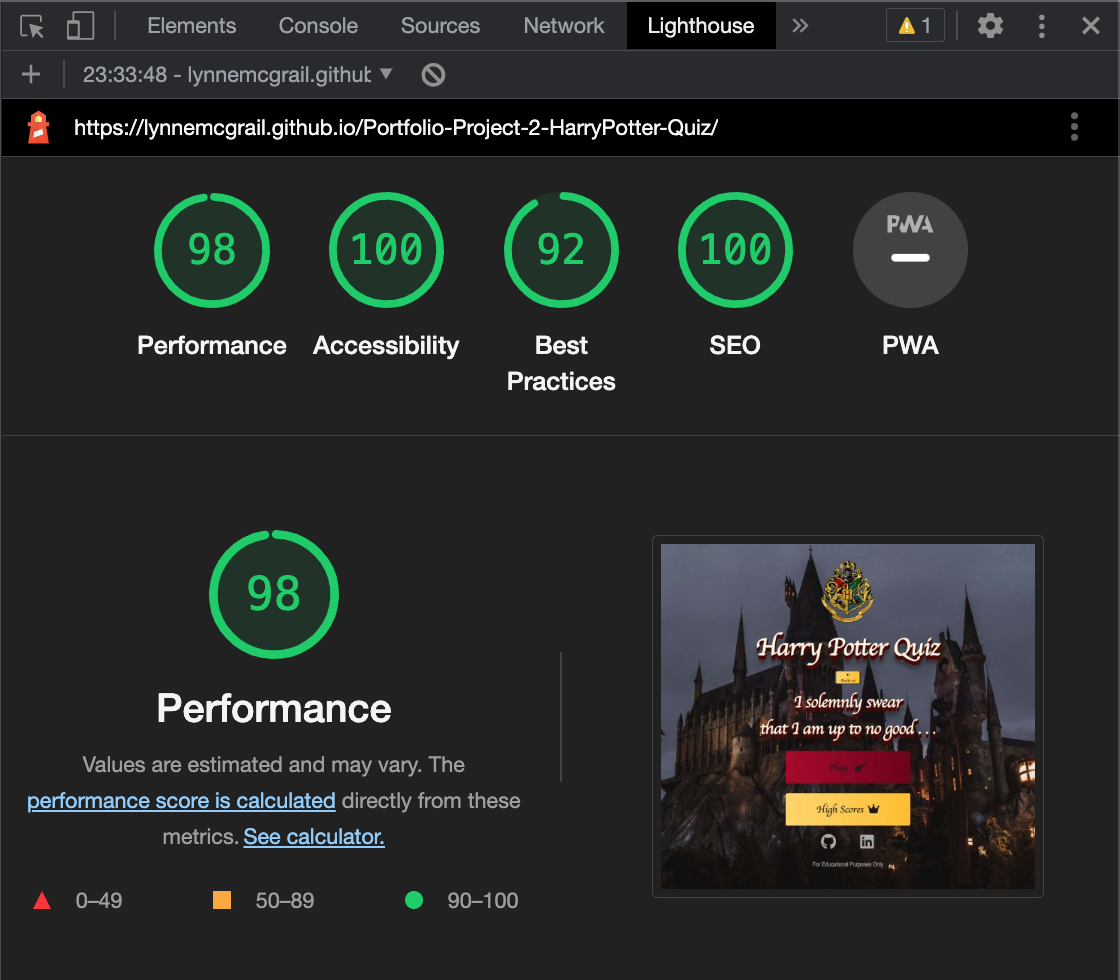 Elements Console Sources Network Lighthouse 1
23:33:48 - lynnemcgrail.github
https://lynnemcgrail.github.io/Portfolio-Project-2-HarryPotter-Quiz/
98 100 92 100 PWA
Performance Accessibility Best Practices SEO PWA
98
Performance
Values are estimated and may vary. The
performance score is calculated directly from these
metrics. See calculator.
0–49 50–89 90–100
Harry Potter Quiz
I solemnly swear
that I am up to no good . . .
Play
High Scores
For Educational Purposes Only